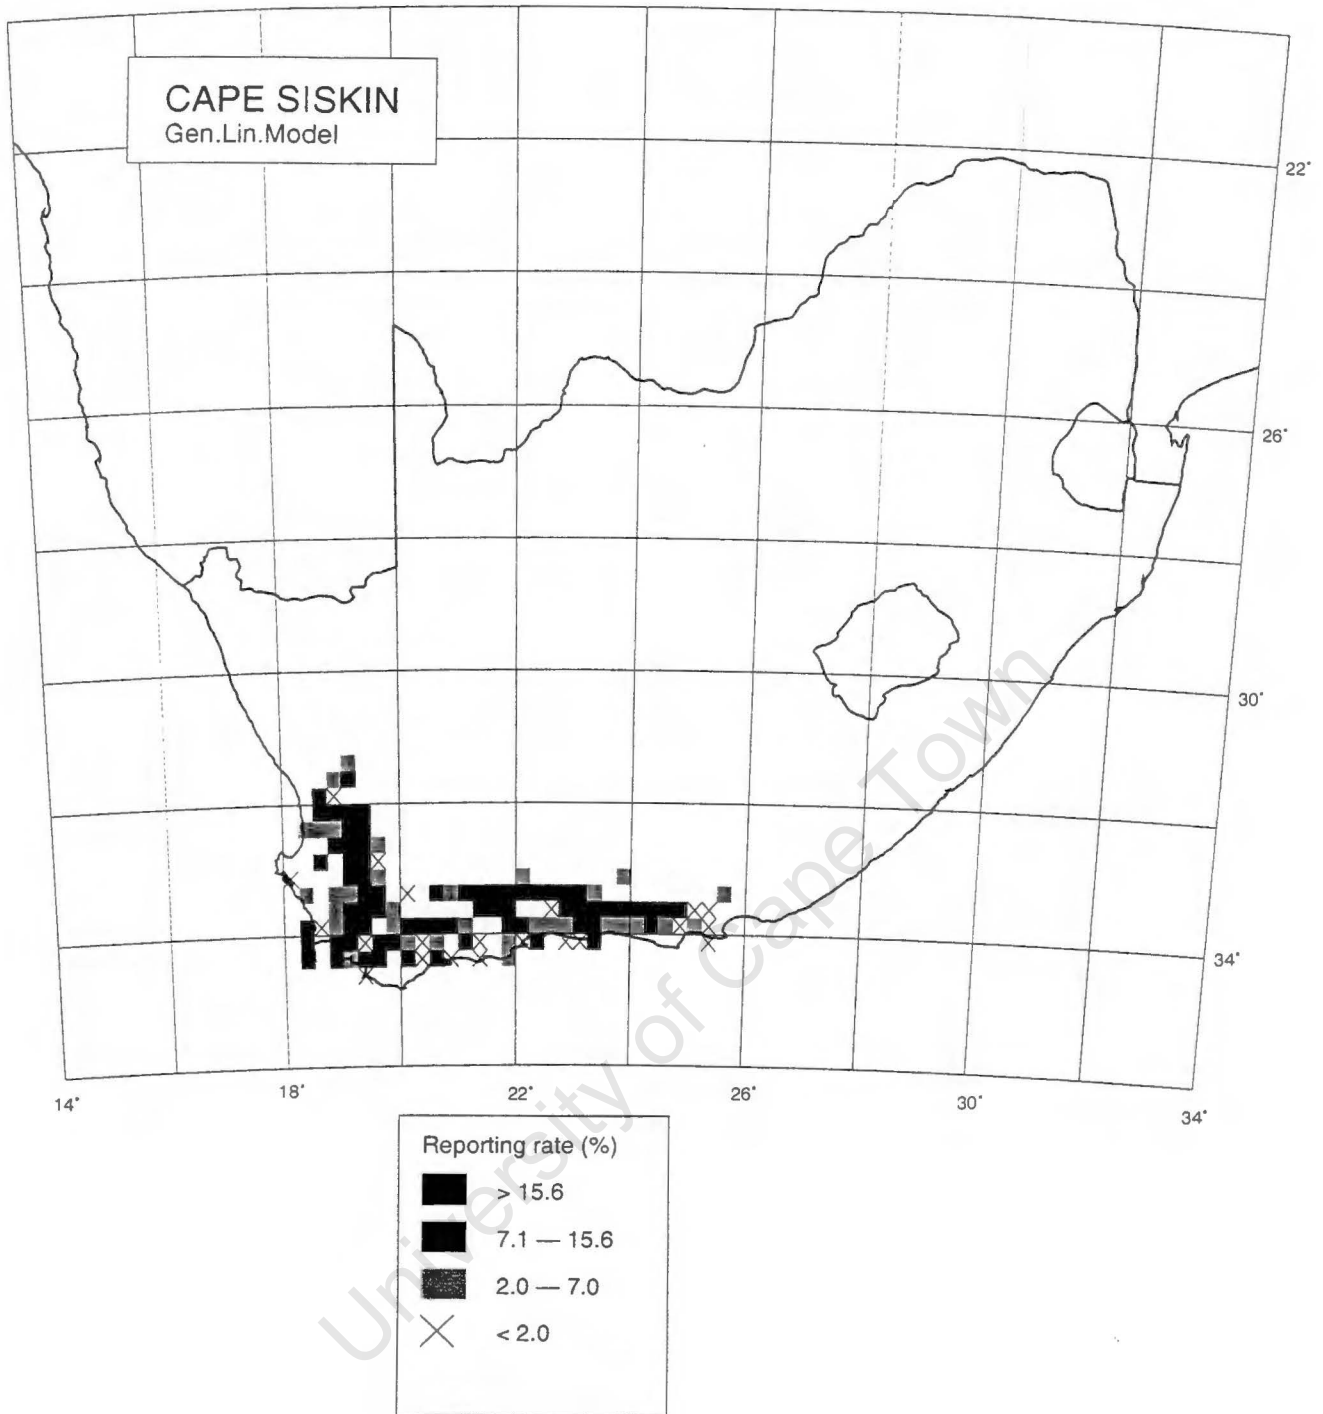 CAPE SISKIN
Gen.Lin.Model
22°
26°
30°
34°
14°
18°
22°
26°
30°
34°
Reporting rate (%)
> 15.6
7.1 — 15.6
2.0 — 7.0
< 2.0
University of Cape Town